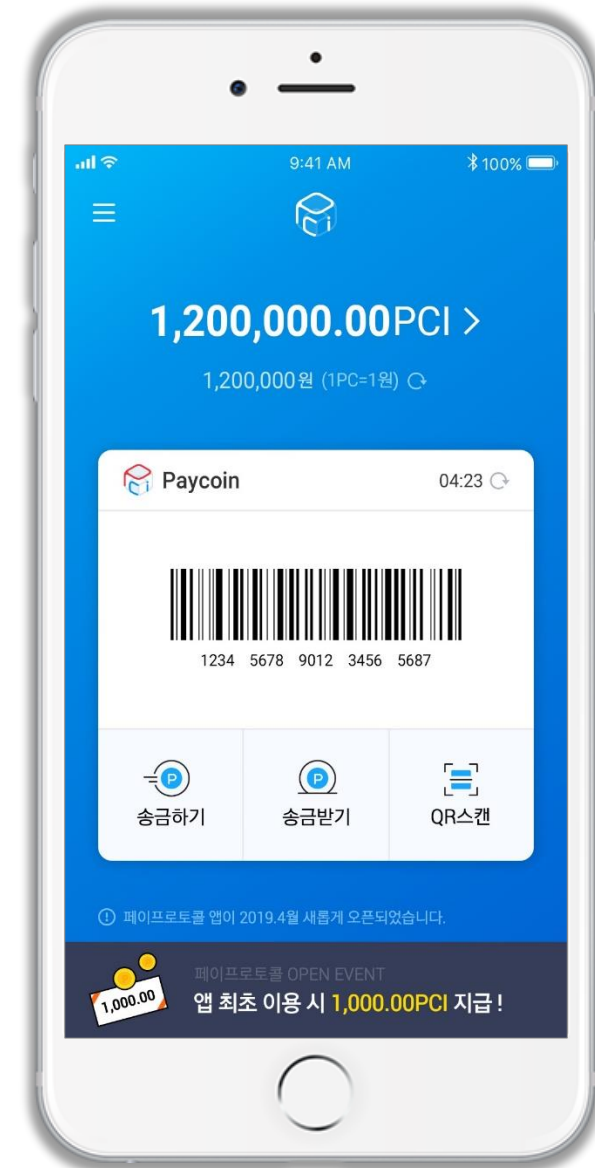 9:41 AM
100%
1,200,000.00PCI >
1,200,000원 (1PC=1원)
Paycoin
04:23
1234 5678 9012 3456 5687
송금하기
송금받기
QR스캔
페이프로토콜 앱이 2019.4월 새롭게 오픈되었습니다.
페이프로토콜 OPEN EVENT
1,000.00
앱 최초 이용 시 1,000.00PCI 지급 !